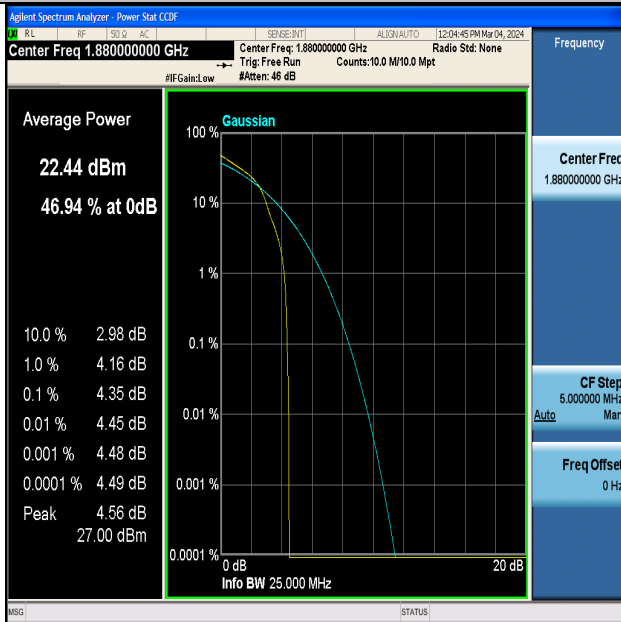 Agilent Spectrum Analyzer - Power Stat CCDF
LXI RL RF 50 Ω AC SENSE:INT ALIGN AUTO 12:04:45 PM Mar 04, 2024
Center Freq 1.880000000 GHz
Center Freq: 1.880000000 GHz Radio Std: None
Trig: Free Run Counts:10.0 M/10.0 Mpt
#IFGain:Low #Atten: 46 dB
Frequency
Average Power
22.44 dBm
46.94 % at 0dB
10.0 % 2.98 dB
1.0 % 4.16 dB
0.1 % 4.35 dB
0.01 % 4.45 dB
0.001 % 4.48 dB
0.0001 % 4.49 dB
Peak 4.56 dB
27.00 dBm
Gaussian
100 %
10 %
1 %
0.1 %
0.01 %
0.001 %
0.0001 %
0 dB 20 dB
Info BW 25.000 MHz
Center Freq
1.880000000 GHz
CF Step
5.000000 MHz
Auto Man
Freq Offset
0 Hz
MSG STATUS